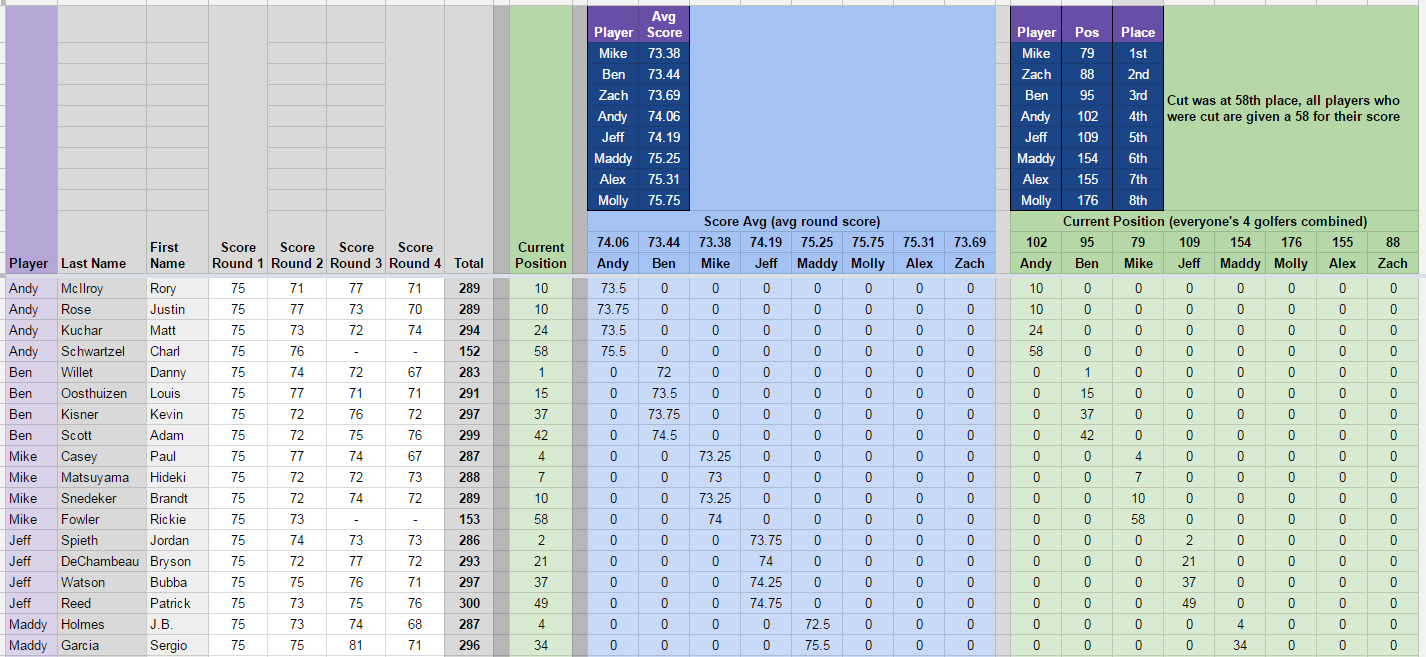 Player Avg Score
Mike 73.38
Ben 73.44
Zach 73.69
Andy 74.06
Jeff 74.19
Maddy 75.25
Alex 75.31
Molly 75.75
Player Pos Place
Mike 79 1st
Zach 88 2nd
Ben 95 3rd
Andy 102 4th
Jeff 109 5th
Maddy 154 6th
Alex 155 7th
Molly 176 8th
Cut was at 58th place, all players who
were cut are given a 58 for their score
Score Avg (avg round score)
Current Position (everyone's 4 golfers combined)
74.06 73.44 73.38 74.19 75.25 75.75 75.31 73.69 102 95 79 109 154 176 155 88
Player Last Name First Name Score Round 1 Score Round 2 Score Round 3 Score Round 4 Total Current Position Andy Ben Mike Jeff Maddy Molly Alex Zach Andy Ben Mike Jeff Maddy Molly Alex Zach
Andy McIlroy Rory 75 71 77 71 289 10 73.5 0 0 0 0 0 0 0 10 0 0 0 0 0 0 0
Andy Rose Justin 75 77 73 70 289 10 73.75 0 0 0 0 0 0 0 10 0 0 0 0 0 0 0
Andy Kuchar Matt 75 73 72 74 294 24 73.5 0 0 0 0 0 0 0 24 0 0 0 0 0 0 0
Andy Schwartzel Charl 75 76 - - 152 58 75.5 0 0 0 0 0 0 0 58 0 0 0 0 0 0 0
Ben Willet Danny 75 74 72 67 283 1 0 72 0 0 0 0 0 0 0 1 0 0 0 0 0 0
Ben Oosthuizen Louis 75 77 71 71 291 15 0 73.5 0 0 0 0 0 0 0 15 0 0 0 0 0 0
Ben Kisner Kevin 75 72 76 72 297 37 0 73.75 0 0 0 0 0 0 0 37 0 0 0 0 0 0
Ben Scott Adam 75 72 75 76 299 42 0 74.5 0 0 0 0 0 0 0 42 0 0 0 0 0 0
Mike Casey Paul 75 77 74 67 287 4 0 0 73.25 0 0 0 0 0 0 0 4 0 0 0 0 0
Mike Matsuyama Hideki 75 72 72 73 288 7 0 0 73 0 0 0 0 0 0 0 7 0 0 0 0 0
Mike Snedeker Brandt 75 72 74 72 289 10 0 0 73.25 0 0 0 0 0 0 0 10 0 0 0 0 0
Mike Fowler Rickie 75 73 - - 153 58 0 0 74 0 0 0 0 0 0 0 58 0 0 0 0 0
Jeff Spieth Jordan 75 74 73 73 286 2 0 0 0 73.75 0 0 0 0 0 0 0 2 0 0 0 0
Jeff DeChambeau Bryson 75 72 77 72 293 21 0 0 0 74 0 0 0 0 0 0 0 21 0 0 0 0
Jeff Watson Bubba 75 75 76 71 297 37 0 0 0 74.25 0 0 0 0 0 0 0 37 0 0 0 0
Jeff Reed Patrick 75 73 75 76 300 49 0 0 0 74.75 0 0 0 0 0 0 0 49 0 0 0 0
Maddy Holmes J.B. 75 73 74 68 287 4 0 0 0 0 72.5 0 0 0 0 0 0 0 4 0 0 0
Maddy Garcia Sergio 75 75 81 71 296 34 0 0 0 0 75.5 0 0 0 0 0 0 0 34 0 0 0